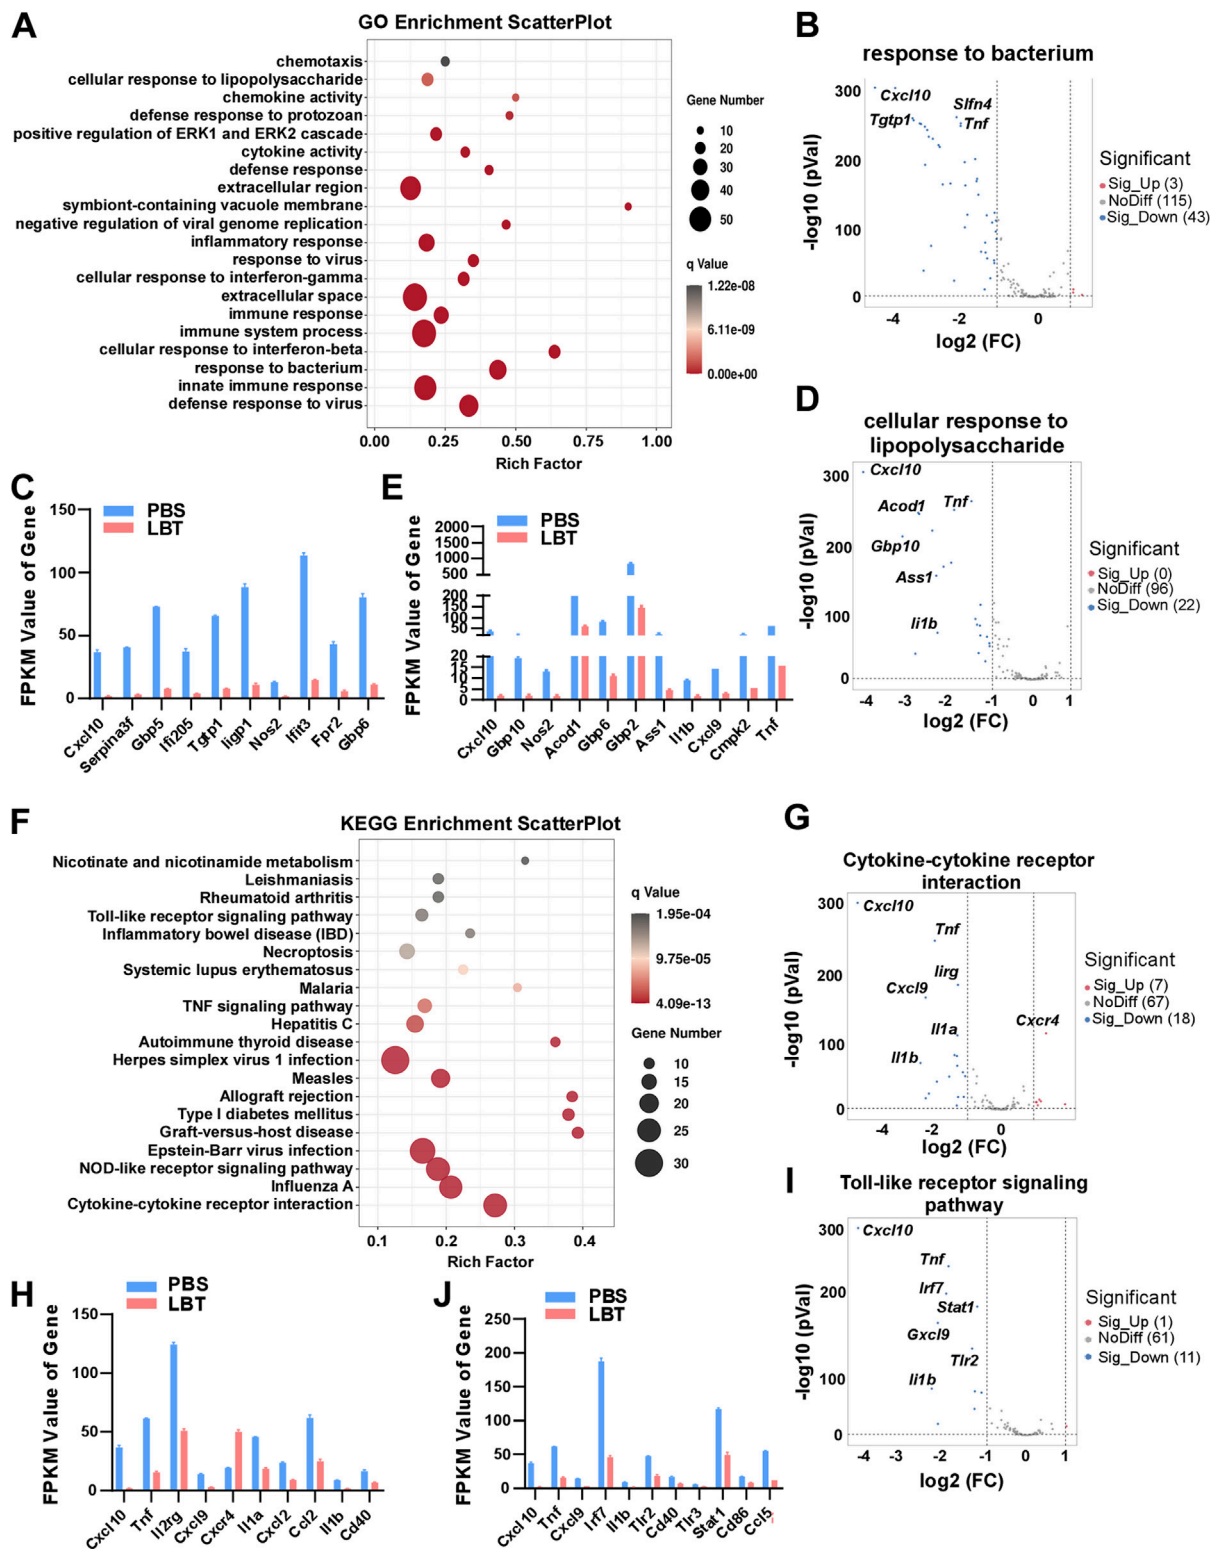 A
GO Enrichment ScatterPlot
chemotaxis
cellular response to lipopolysaccharide
chemokine activity
defense response to protozoan
positive regulation of ERK1 and ERK2 cascade
cytokine activity
defense response
extracellular region
symbiont-containing vacuole membrane
negative regulation of viral genome replication
inflammatory response
response to virus
cellular response to interferon-gamma
extracellular space
immune response
immune system process
cellular response to interferon-beta
response to bacterium
innate immune response
defense response to virus
0.00 0.25 0.50 0.75 1.00
Rich Factor
Gene Number
10
20
30
40
50
q Value
1.22e-08
6.11e-09
0.00e+00
B
response to bacterium
300
200
100
0
-log10 (pVal)
Cxcl10
Tgtp1
Slfn4
Tnf
-4 -2 0
log2 (FC)
Significant
Sig_Up (3)
NoDiff (115)
Sig_Down (43)
C
PBS
LBT
FPKM Value of Gene
150
100
50
0
Cxcl10 Serpina3f Gbp5 Ifi205 Tgtp1 Iigp1 Nos2 Ifit3 Fpr2 Gbp6
E
PBS
LBT
FPKM Value of Gene
2000
1500
1000
500
200
150
100
50
20
15
10
5
0
Cxcl10 Gbp10 Nos2 Acod1 Gbp6 Gbp2 Ass1 Il1b Cxcl9 Cmpk2 Tnf
D
cellular response to
lipopolysaccharide
300
200
100
0
-log10 (pVal)
Cxcl10
Acod1
Tnf
Gbp10
Ass1
Ii1b
-4 -3 -2 -1 0 1
log2 (FC)
Significant
Sig_Up (0)
NoDiff (96)
Sig_Down (22)
F
KEGG Enrichment ScatterPlot
Nicotinate and nicotinamide metabolism
Leishmaniasis
Rheumatoid arthritis
Toll-like receptor signaling pathway
Inflammatory bowel disease (IBD)
Necroptosis
Systemic lupus erythematosus
Malaria
TNF signaling pathway
Hepatitis C
Autoimmune thyroid disease
Herpes simplex virus 1 infection
Measles
Allograft rejection
Type I diabetes mellitus
Graft-versus-host disease
Epstein-Barr virus infection
NOD-like receptor signaling pathway
Influenza A
Cytokine-cytokine receptor interaction
0.1 0.2 0.3 0.4
Rich Factor
q Value
1.95e-04
9.75e-05
4.09e-13
Gene Number
10
15
20
25
30
G
Cytokine-cytokine receptor
interaction
300
200
100
0
-log10 (pVal)
Cxcl10
Tnf
Iirg
Cxcl9
Il1a
Cxcr4
Il1b
-4 -2 0
log2 (FC)
Significant
Sig_Up (7)
NoDiff (67)
Sig_Down (18)
H
PBS
LBT
FPKM Value of Gene
150
100
50
0
Cxcl10 Tnf Il2rg Cxcl9 Cxcr4 Il1a Cxcl2 Ccl2 Il1b Cd40
J
PBS
LBT
FPKM Value of Gene
250
200
150
100
50
0
Cxcl10 Tnf Cxcl9 Irf7 Il1b Tlr2 Cd40 Tlr3 Stat1 Cd86 Ccl5
I
Toll-like receptor signaling
pathway
300
200
100
0
-log10 (pVal)
Cxcl10
Tnf
Irf7
Stat1
Gxcl9
Tlr2
Ii1b
-4 -3 -2 -1 0 1
log2 (FC)
Significant
Sig_Up (1)
NoDiff (61)
Sig_Down (11)